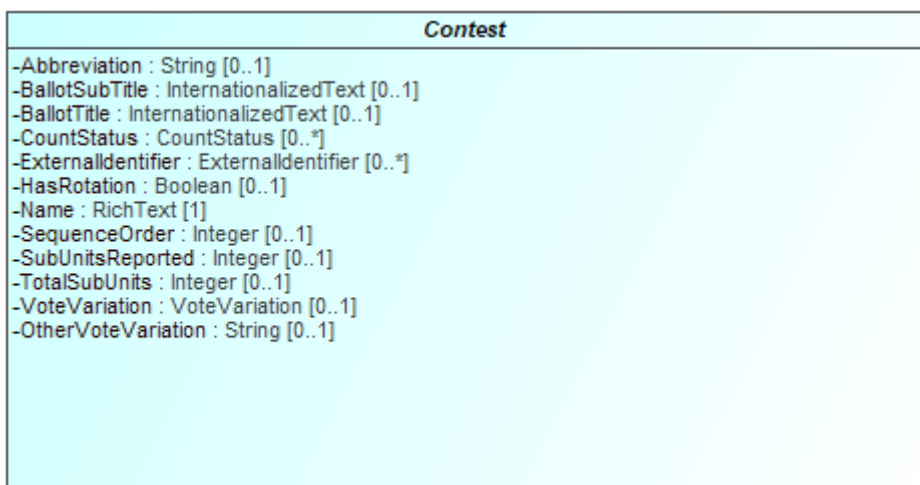 Contest
-Abbreviation : String [0..1]
-BallotSubTitle : InternationalizedText [0..1]
-BallotTitle : InternationalizedText [0..1]
-CountStatus : CountStatus [0..*]
-ExternalIdentifier : ExternalIdentifier [0..*]
-HasRotation : Boolean [0..1]
-Name : RichText [1]
-SequenceOrder : Integer [0..1]
-SubUnitsReported : Integer [0..1]
-TotalSubUnits : Integer [0..1]
-VoteVariation : VoteVariation [0..1]
-OtherVoteVariation : String [0..1]